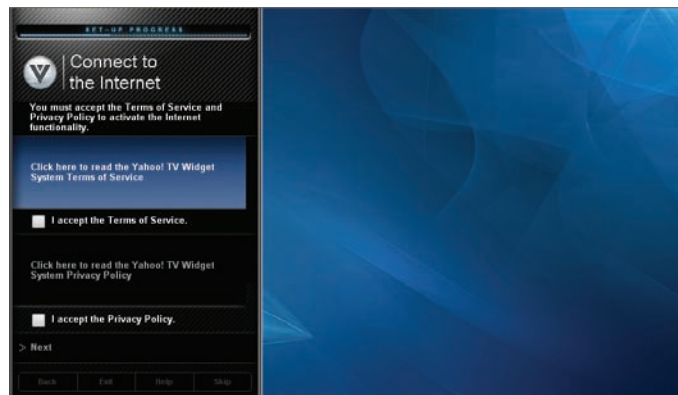 SET-UP PROGRESS
V
Connect to
the Internet
You must accept the Terms of Service and
Privacy Policy to activate the Internet
functionality.
Click here to read the Yahoo! TV Widget
System Terms of Service
I accept the Terms of Service.
Click here to read the Yahoo! TV Widget
System Privacy Policy
I accept the Privacy Policy.
> Next
Back Exit Help Skip